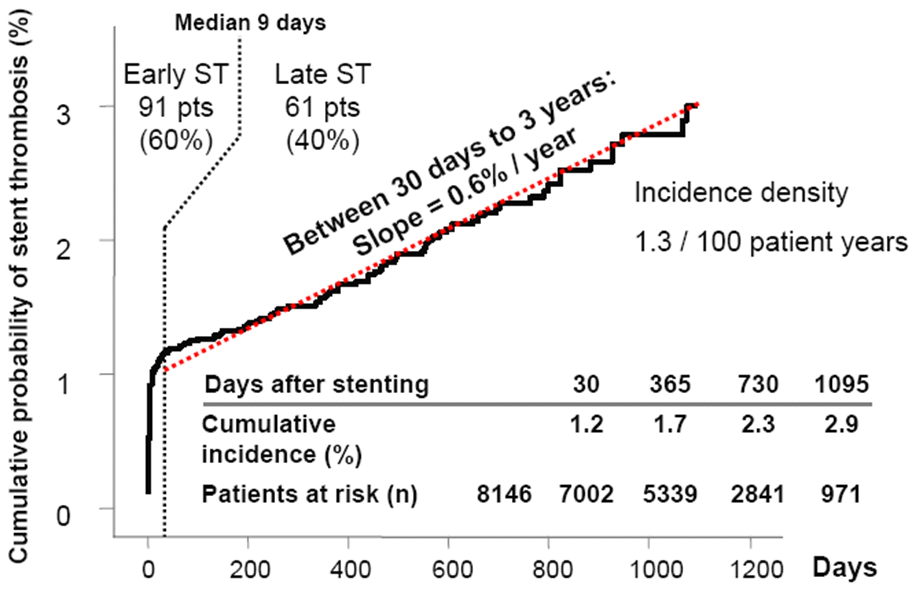 Cumulative probability of stent thrombosis (%)
Median 9 days
Early ST
91 pts
(60%)
Late ST
61 pts
(40%)
Between 30 days to 3 years:
Slope = 0.6% / year
Incidence density
1.3 / 100 patient years
3
2
1
0
Days after stenting 30 365 730 1095
Cumulative 1.2 1.7 2.3 2.9
incidence (%)
Patients at risk (n) 8146 7002 5339 2841 971
0 200 400 600 800 1000 1200 Days